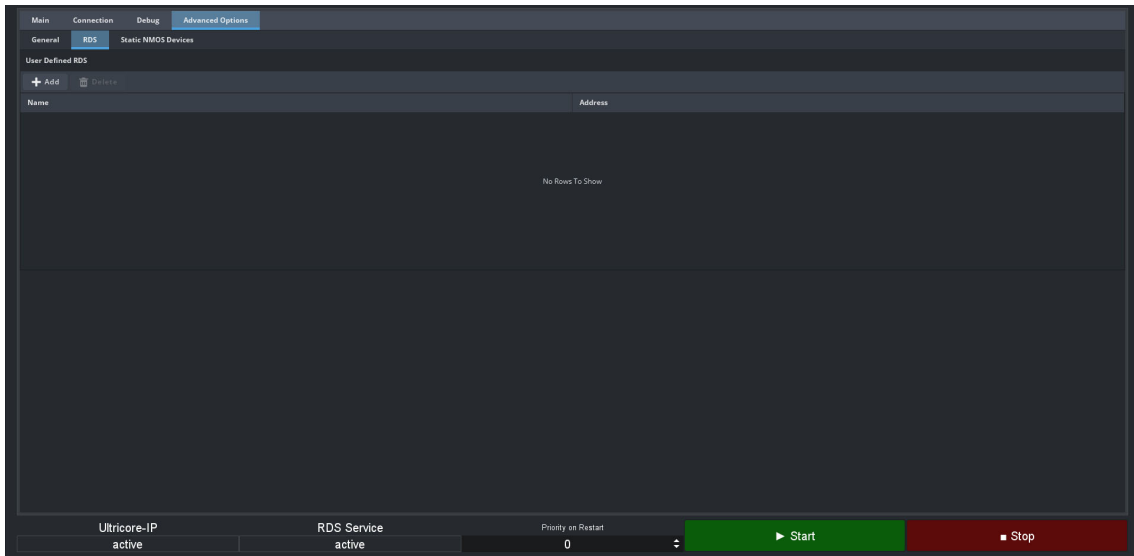 Main Connection Debug Advanced Options
General RDS Static NMOS Devices
User Defined RDS
Add Delete
Name Address
No Rows To Show
Ultricore-IP RDS Service Priority on Restart
active active 0 Start Stop